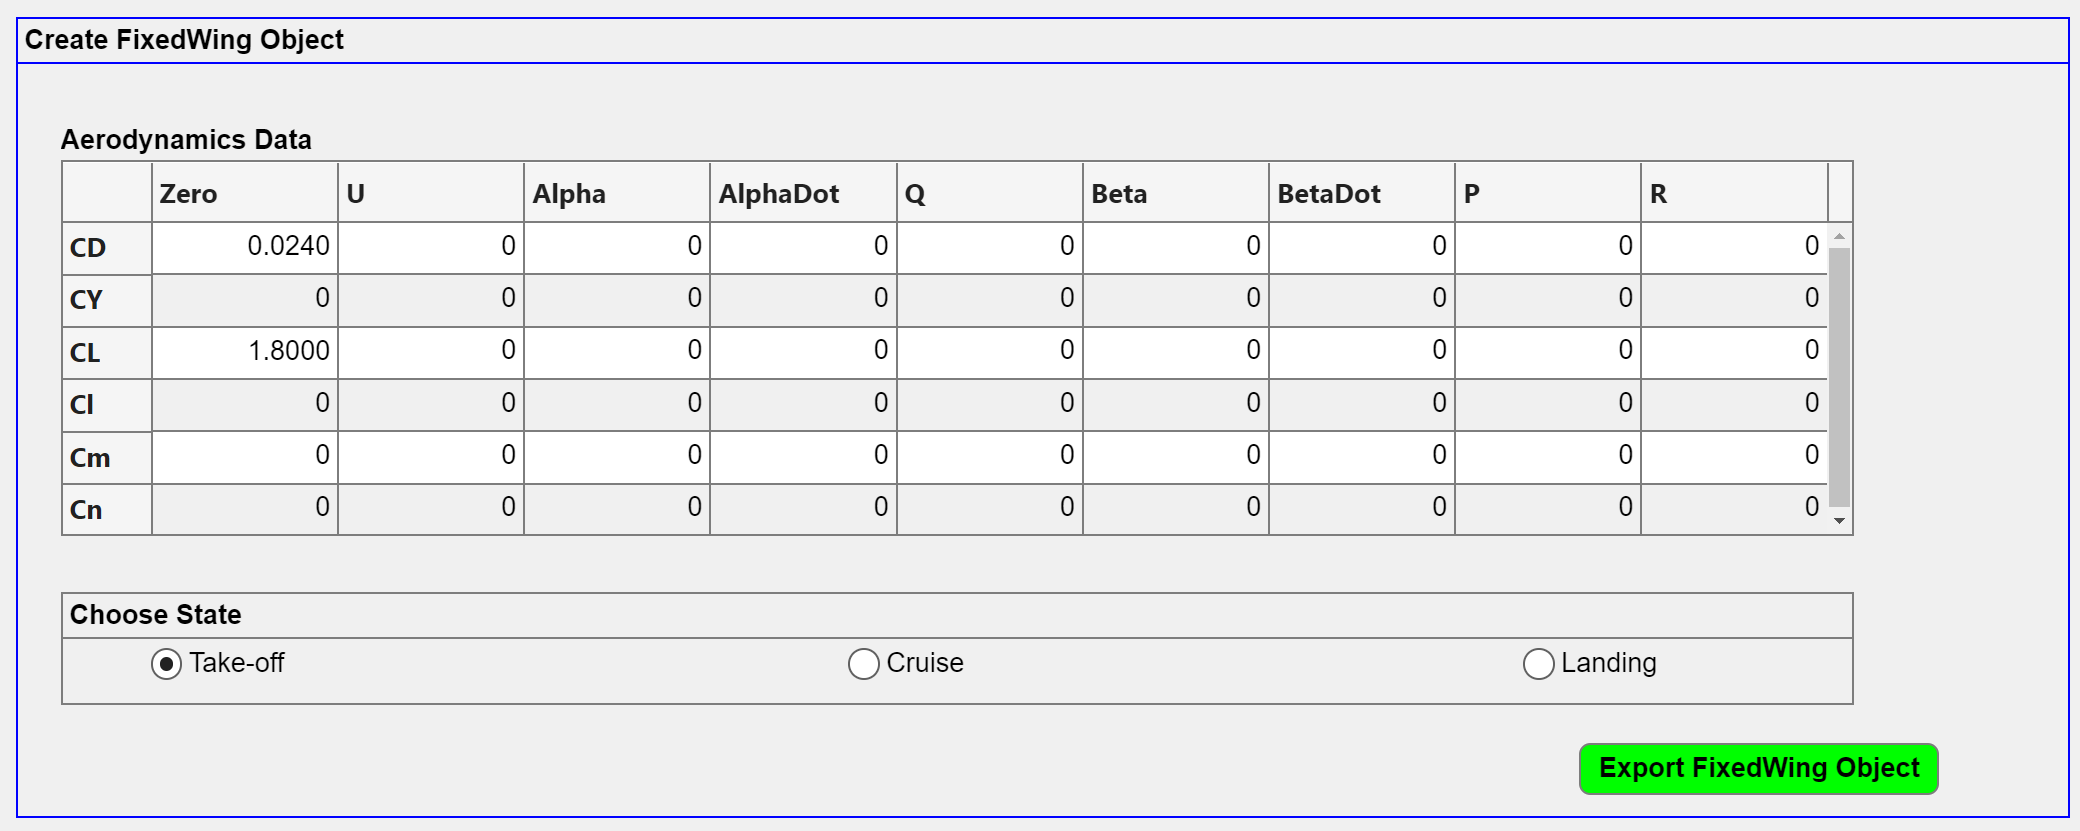 Create FixedWing Object
Aerodynamics Data
Zero U Alpha AlphaDot Q Beta BetaDot P R
CD 0.0240 0 0 0 0 0 0 0 0
CY 0 0 0 0 0 0 0 0 0
CL 1.8000 0 0 0 0 0 0 0 0
Cl 0 0 0 0 0 0 0 0 0
Cm 0 0 0 0 0 0 0 0 0
Cn 0 0 0 0 0 0 0 0 0
Choose State
Take-off Cruise Landing
Export FixedWing Object